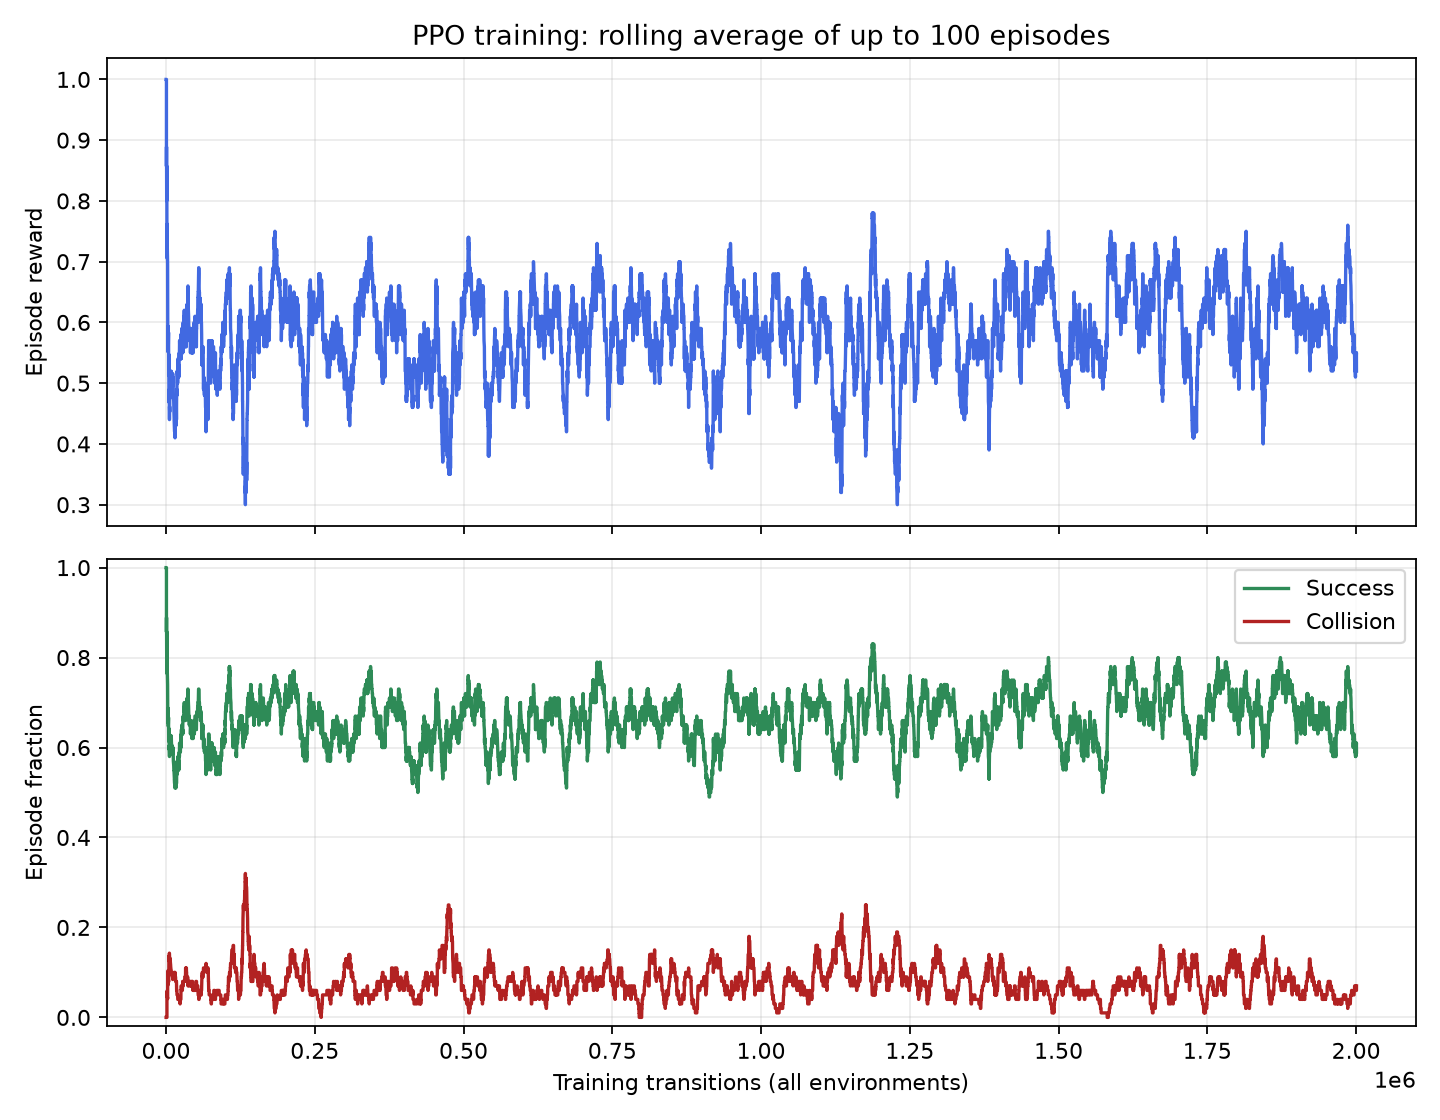 PPO training: rolling average of up to 100 episodes
1.0
0.9
0.8
0.7
0.6
0.5
0.4
0.3
Episode reward
1.0
0.8
0.6
0.4
0.2
0.0
Episode fraction
Success
Collision
0.00 0.25 0.50 0.75 1.00 1.25 1.50 1.75 2.00
1e6
Training transitions (all environments)